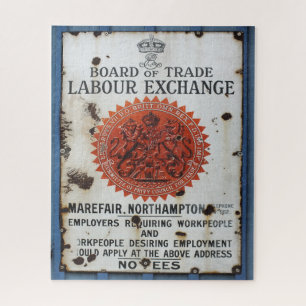 BOARD OF TRADE
LABOUR EXCHANGE
MAREFAIR. NORTHAMPTON
EMPLOYERS REQUIRING WORKPEOPLE
AND
RKPEOPLE DESIRING EMPLOYMENT
OULD APPLY AT THE ABOVE ADDRESS
NO FEES